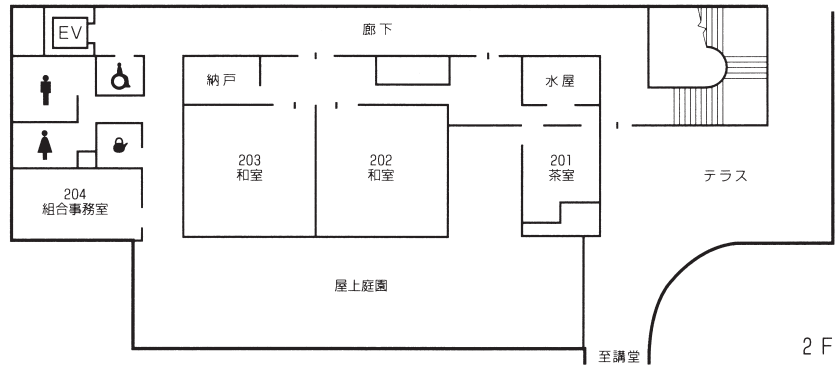 廊下
EV
納戸
水屋
203
和室
202
和室
201
茶室
テラス
204
組合事務室
屋上庭園
至講堂
2F